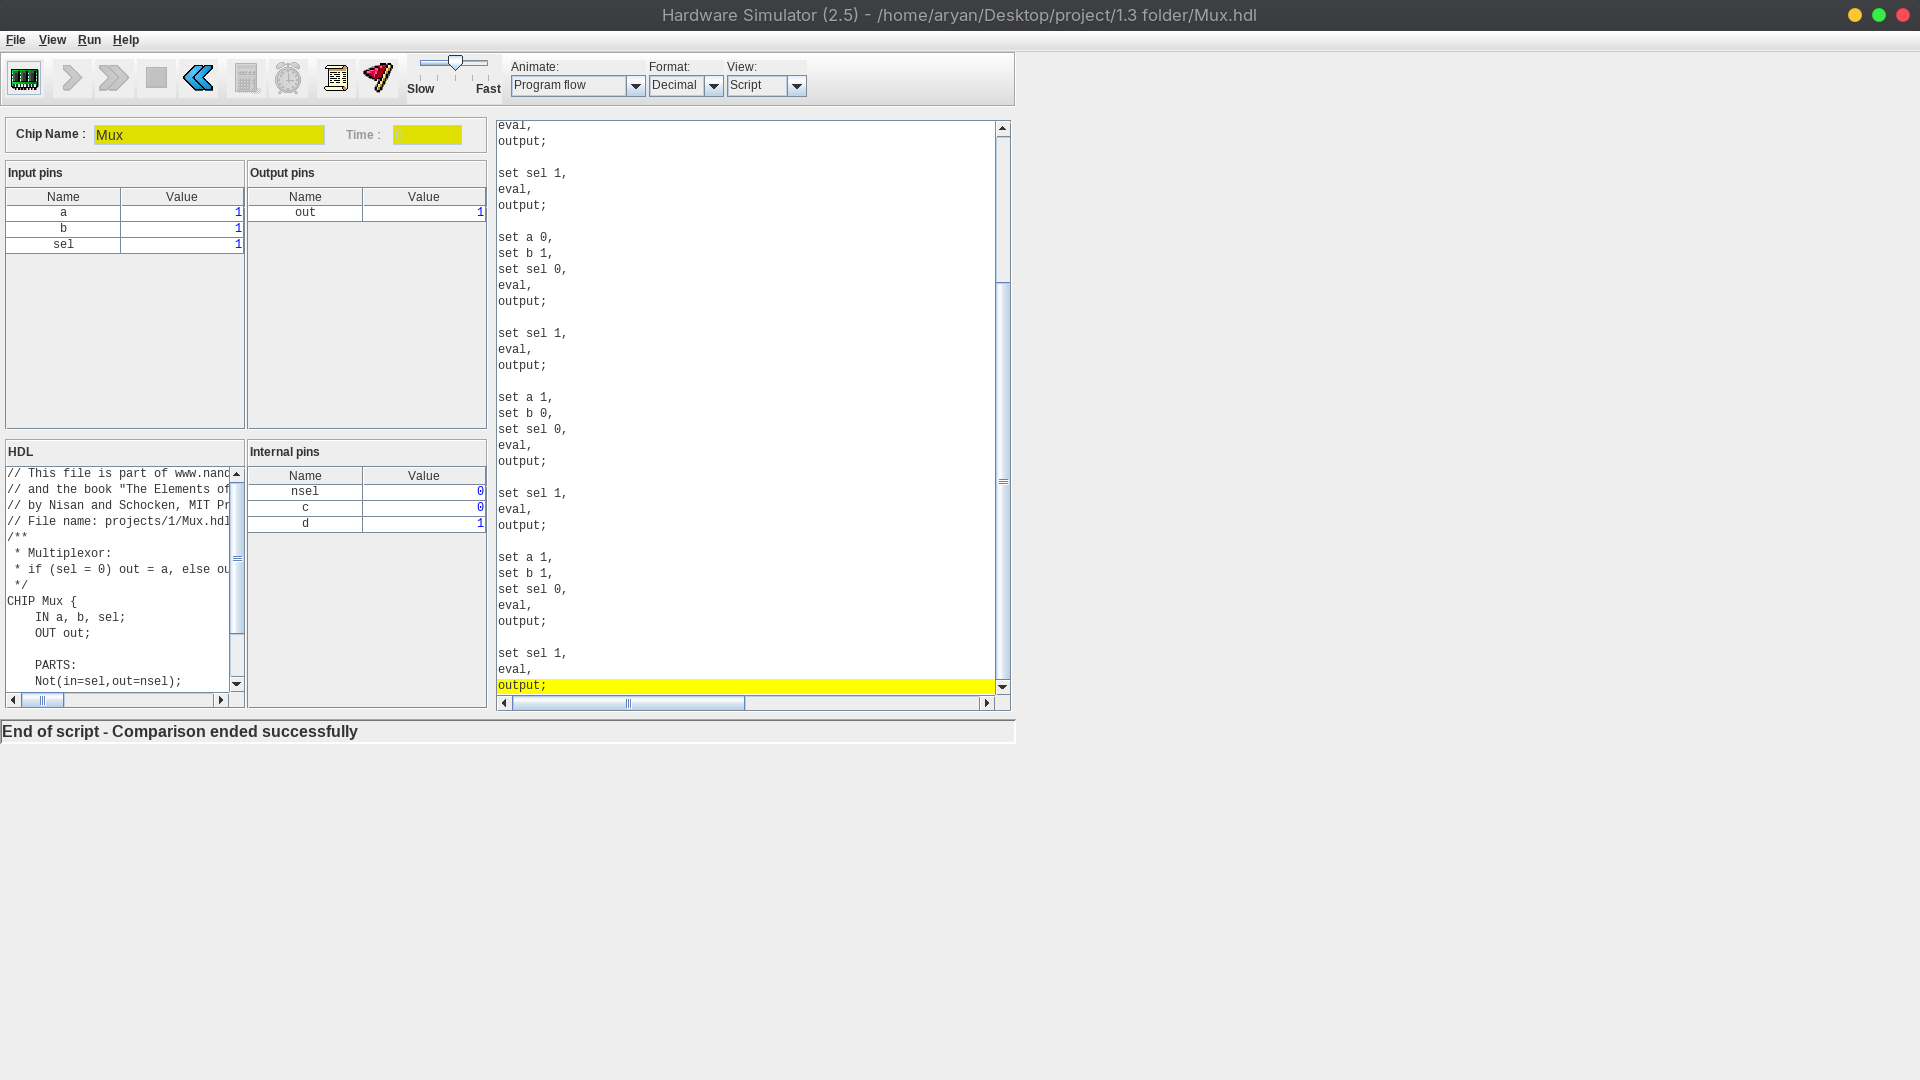 Hardware Simulator (2.5) - /home/aryan/Desktop/project/1.3 folder/Mux.hdl
File View Run Help
Slow Fast
Animate: Format: View:
Program flow Decimal Script
Chip Name : Mux Time :
Input pins
Name Value
a 1
b 1
sel 1
Output pins
Name Value
out 1
HDL
// This file is part of www.nand
// and the book "The Elements of
// by Nisan and Schocken, MIT Pr
// File name: projects/1/Mux.hdl
/**
* Multiplexor:
* if (sel = 0) out = a, else ou
*/
CHIP Mux {
IN a, b, sel;
OUT out;
PARTS:
Not(in=sel,out=nsel);
Internal pins
Name Value
nsel 0
c 0
d 1
eval,
output;
set sel 1,
eval,
output;
set a 0,
set b 1,
set sel 0,
eval,
output;
set sel 1,
eval,
output;
set a 1,
set b 0,
set sel 0,
eval,
output;
set sel 1,
eval,
output;
set a 1,
set b 1,
set sel 0,
eval,
output;
set sel 1,
eval,
output;
End of script - Comparison ended successfully